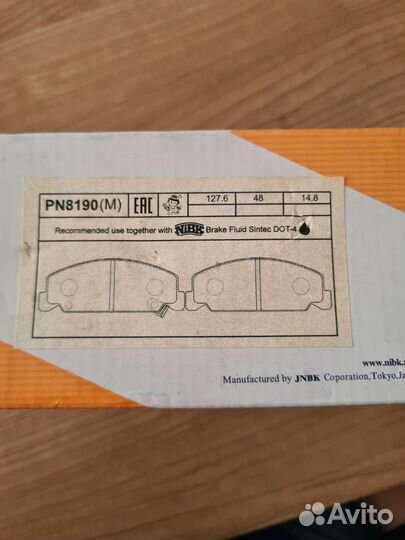 PN8190(M) EAC 127.6 48 14.8
Recommended use together with NiBK Brake Fluid Sintec DOT-4
www.nibk.
Manufactured by JNBK Coporation,Tokyo,Ja
Avito